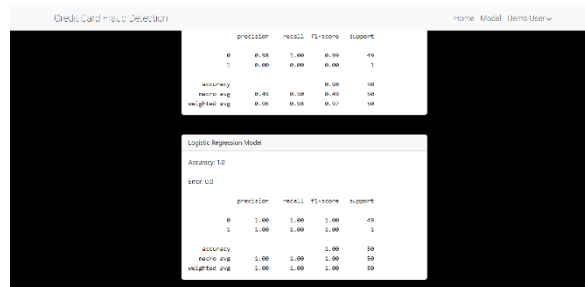 Credit Card Fraud Detection
Home Model Demo User
precision recall f1-score support
0 0.98 1.00 0.99 49
1 0.00 0.00 0.00 1
accuracy 0.98 50
macro avg 0.49 0.50 0.49 50
weighted avg 0.96 0.98 0.97 50
Logistic Regression Model
Accuracy: 1.0
Error: 0.0
precision recall f1-score support
0 1.00 1.00 1.00 49
1 1.00 1.00 1.00 1
accuracy 1.00 50
macro avg 1.00 1.00 1.00 50
weighted avg 1.00 1.00 1.00 50